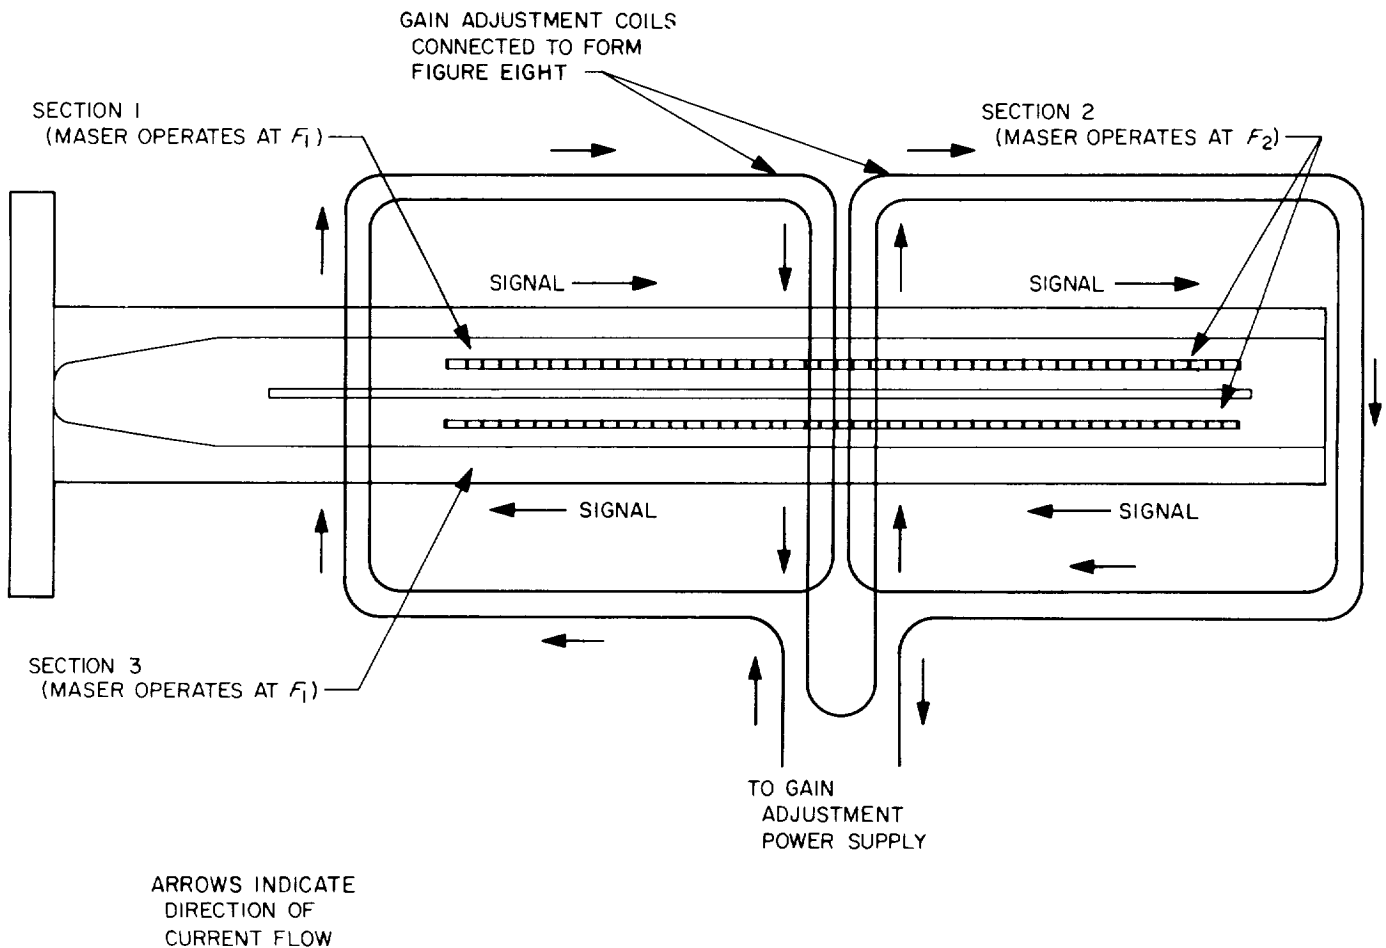 GAIN ADJUSTMENT COILS
CONNECTED TO FORM
FIGURE EIGHT
SECTION 1
(MASER OPERATES AT F1)
SECTION 2
(MASER OPERATES AT F2)
SIGNAL
SIGNAL
SIGNAL
SIGNAL
SECTION 3
(MASER OPERATES AT F1)
TO GAIN
ADJUSTMENT
POWER SUPPLY
ARROWS INDICATE
DIRECTION OF
CURRENT FLOW